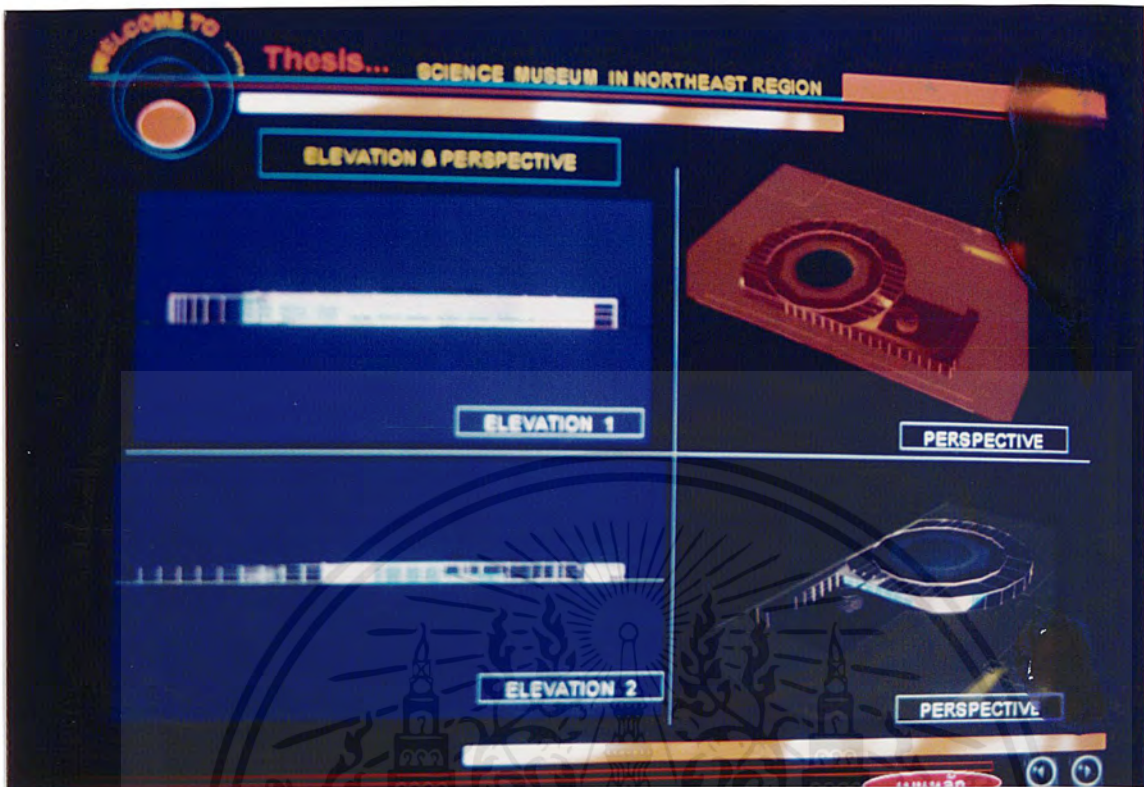 WELCOME TO .....
Thesis...
SCIENCE MUSEUM IN NORTHEAST REGION
ELEVATION & PERSPECTIVE
ELEVATION 1
PERSPECTIVE
ELEVATION 2
PERSPECTIVE